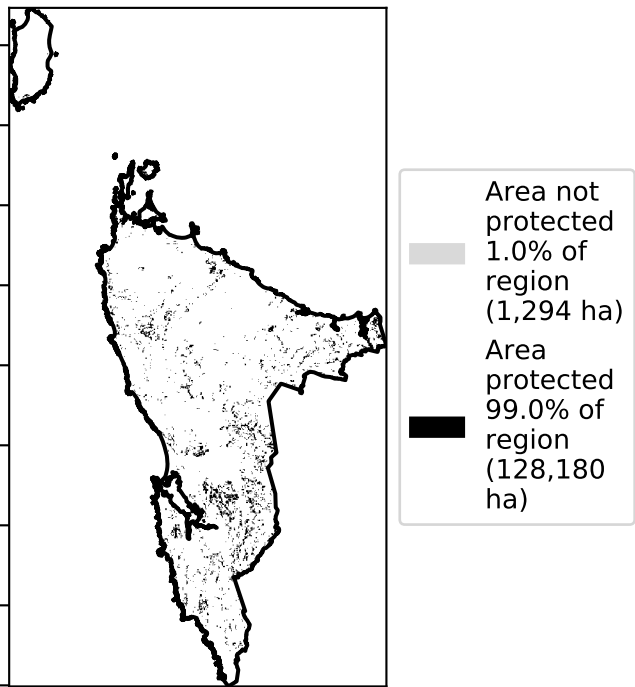 Area not
protected
1.0% of
region
(1,294 ha)
Area
protected
99.0% of
region
(128,180
ha)